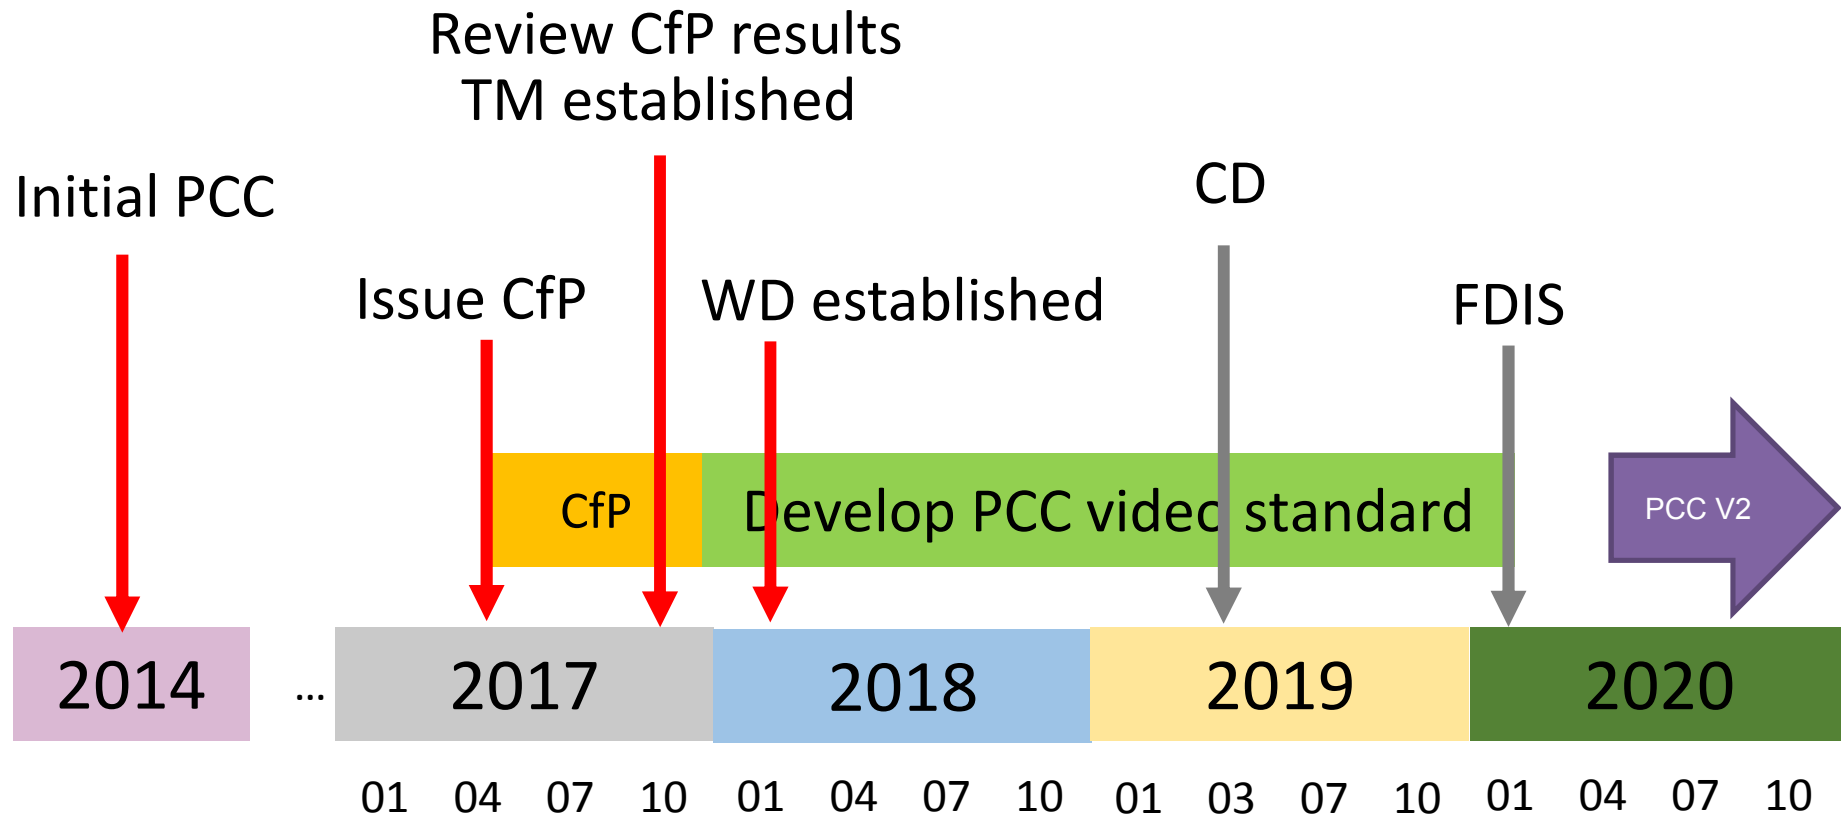 Review CfP results
TM established
Initial PCC
CD
Issue CfP
WD established
FDIS
CfP
Develop PCC video standard
PCC V2
2014
...
2017
2018
2019
2020
01 04 07 10 01 04 07 10 01 03 07 10 01 04 07 10